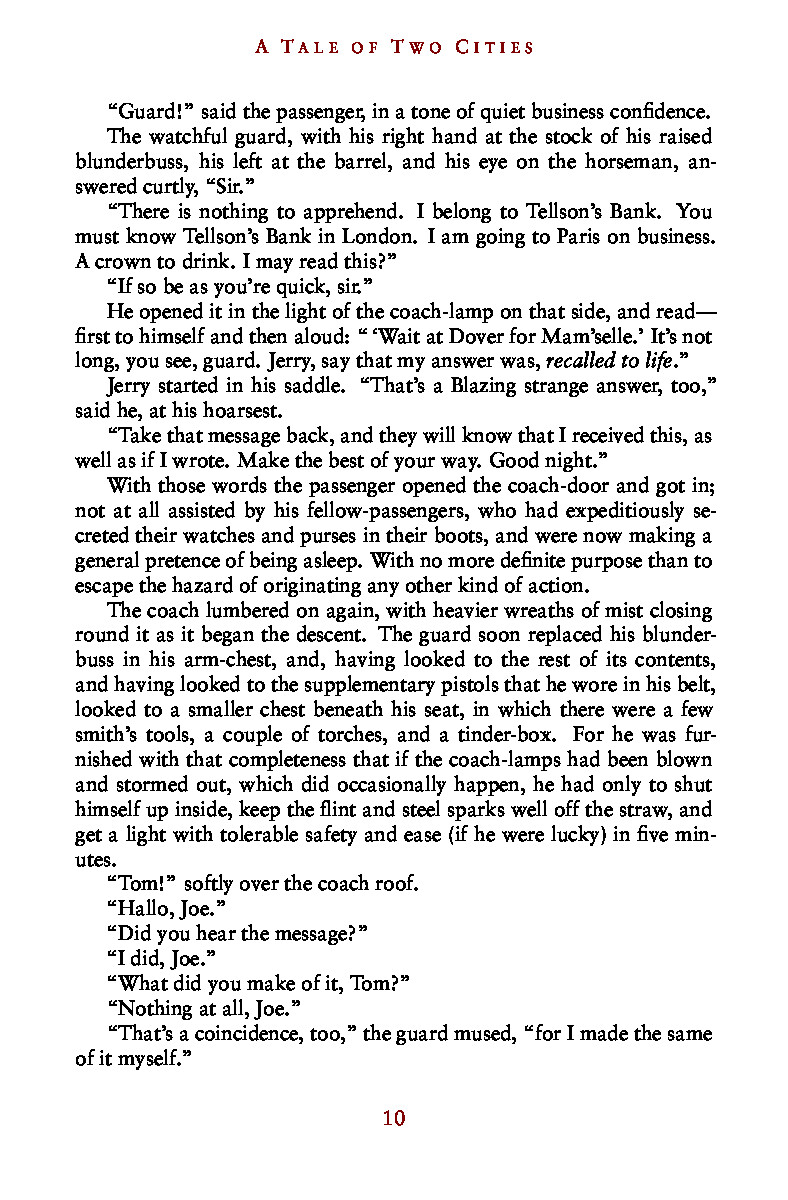 A TALE OF TWO CITIES
“Guard!” said the passenger, in a tone of quiet business confidence.
The watchful guard, with his right hand at the stock of his raised
blunderbuss, his left at the barrel, and his eye on the horseman, an-
swered curtly, “Sir.”
“There is nothing to apprehend. I belong to Tellson’s Bank. You
must know Tellson’s Bank in London. I am going to Paris on business.
A crown to drink. I may read this?”
“If so be as you’re quick, sir.”
He opened it in the light of the coach-lamp on that side, and read—
first to himself and then aloud: “ ‘Wait at Dover for Mam’selle.’ It’s not
long, you see, guard. Jerry, say that my answer was, recalled to life.”
Jerry started in his saddle. “That’s a Blazing strange answer, too,”
said he, at his hoarsest.
“Take that message back, and they will know that I received this, as
well as if I wrote. Make the best of your way. Good night.”
With those words the passenger opened the coach-door and got in;
not at all assisted by his fellow-passengers, who had expeditiously se-
creted their watches and purses in their boots, and were now making a
general pretence of being asleep. With no more definite purpose than to
escape the hazard of originating any other kind of action.
The coach lumbered on again, with heavier wreaths of mist closing
round it as it began the descent. The guard soon replaced his blunder-
buss in his arm-chest, and, having looked to the rest of its contents,
and having looked to the supplementary pistols that he wore in his belt,
looked to a smaller chest beneath his seat, in which there were a few
smith’s tools, a couple of torches, and a tinder-box. For he was fur-
nished with that completeness that if the coach-lamps had been blown
and stormed out, which did occasionally happen, he had only to shut
himself up inside, keep the flint and steel sparks well off the straw, and
get a light with tolerable safety and ease (if he were lucky) in five min-
utes.
“Tom!” softly over the coach roof.
“Hallo, Joe.”
“Did you hear the message?”
“I did, Joe.”
“What did you make of it, Tom?”
“Nothing at all, Joe.”
“That’s a coincidence, too,” the guard mused, “for I made the same
of it myself.”
10